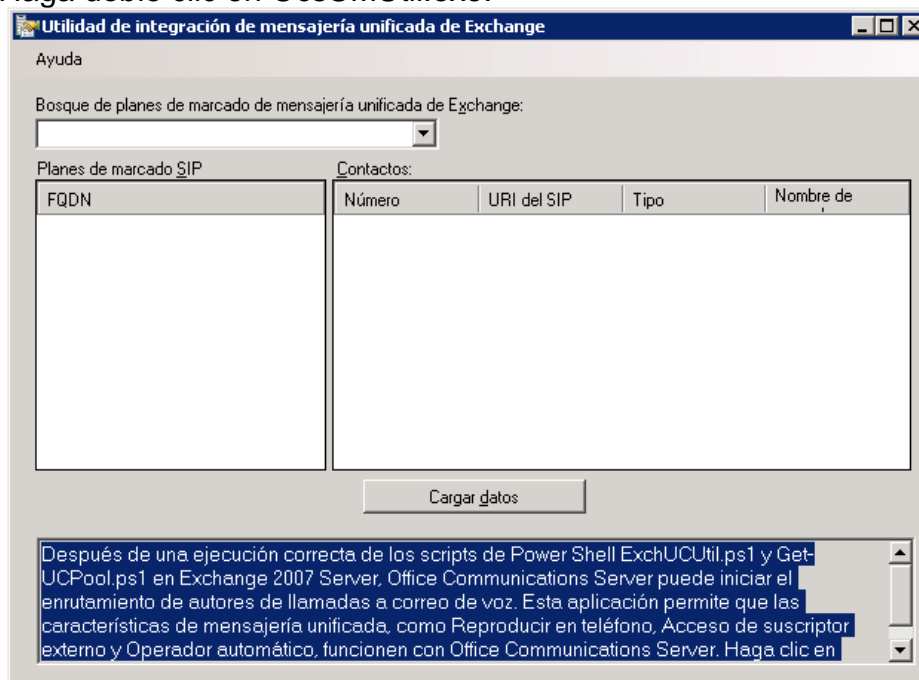 Utilidad de integración de mensajería unificada de Exchange
Ayuda
Bosque de planes de marcado de mensajería unificada de Exchange:
Planes de marcado SIP
Contactos:
FQDN
Número
URI del SIP
Tipo
Nombre de
Cargar datos
Después de una ejecución correcta de los scripts de Power Shell ExchUCUtil.ps1 y Get-
UCPool.ps1 en Exchange 2007 Server, Office Communications Server puede iniciar el
enrutamiento de autores de llamadas a correo de voz. Esta aplicación permite que las
características de mensajería unificada, como Reproducir en teléfono, Acceso de suscriptor
externo y Operador automático, funcionen con Office Communications Server. Haga clic en